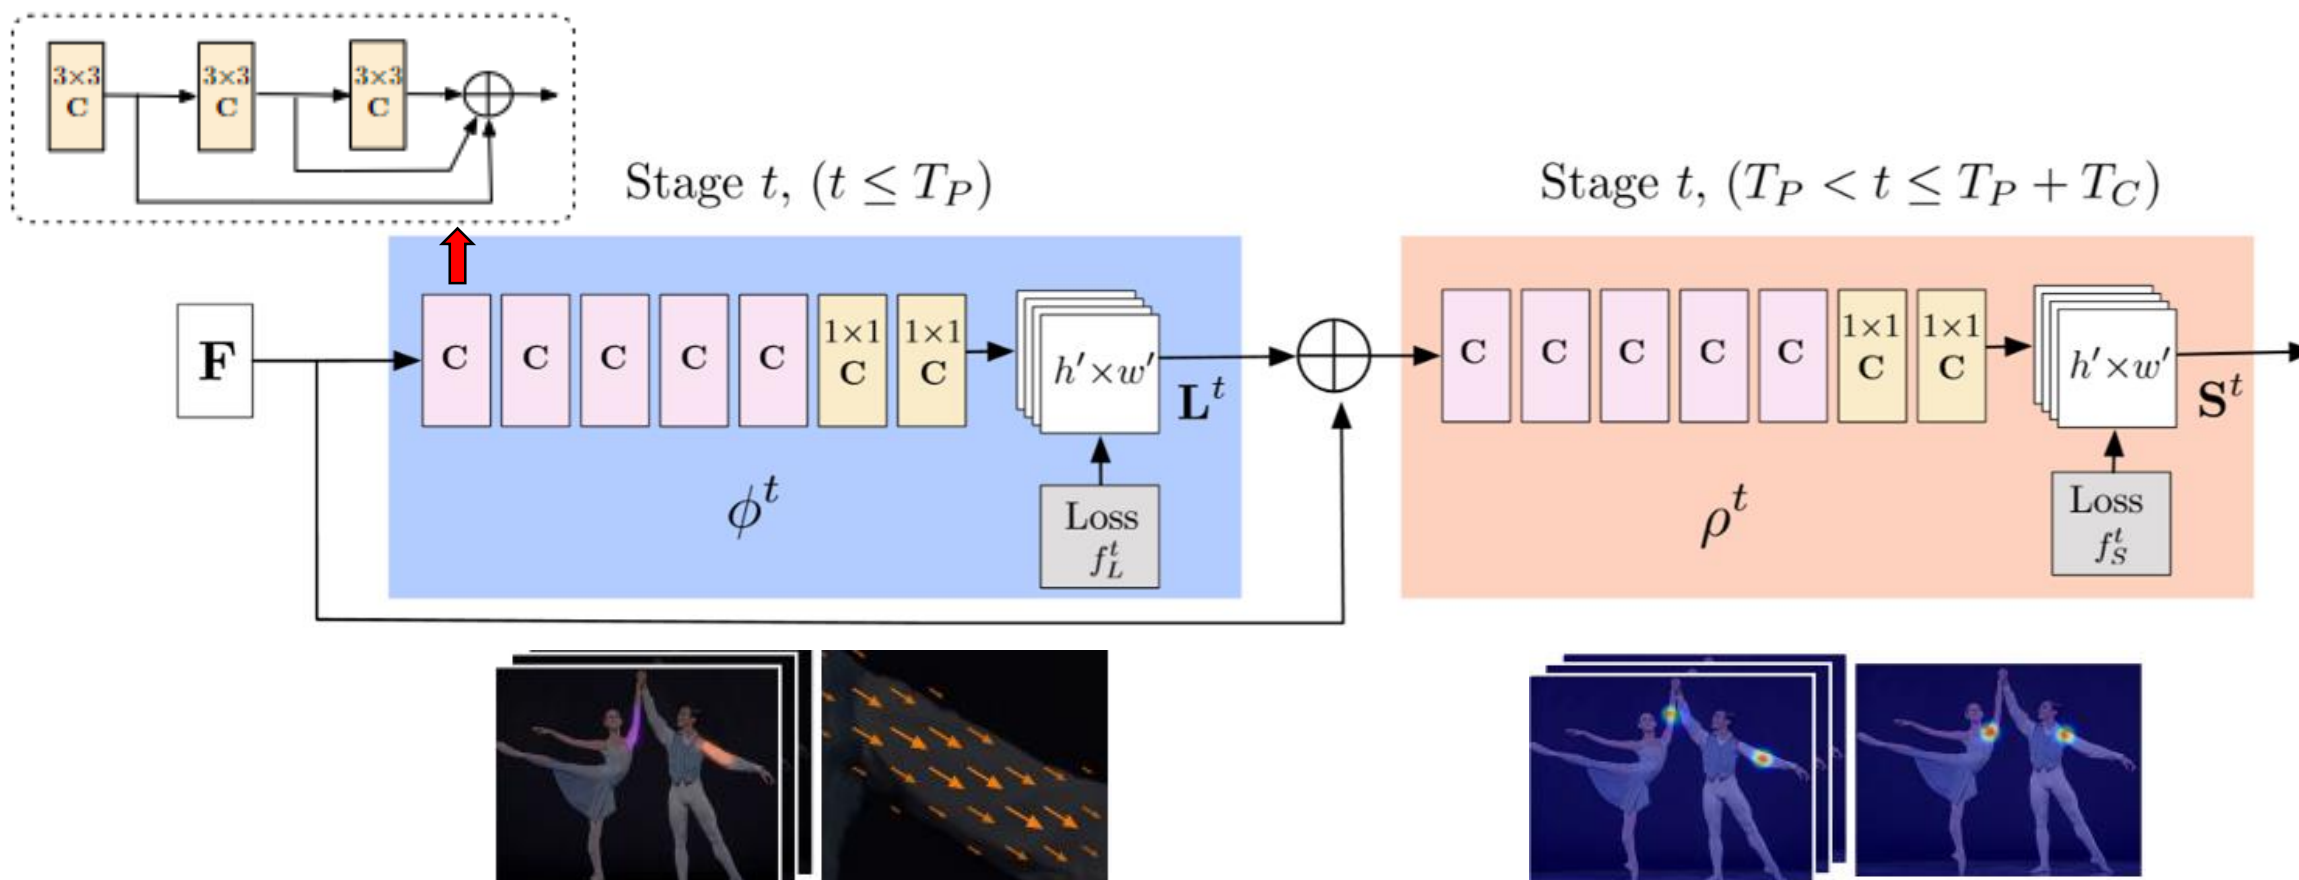 3×3 C
3×3 C
3×3 C
Stage t, (t ≤ T_P)
Stage t, (T_P < t ≤ T_P + T_C)
F
C
C
C
C
C
1×1 C
1×1 C
h′×w′
L^t
C
C
C
C
C
1×1 C
1×1 C
h′×w′
S^t
ϕ^t
Loss
f_L^t
ρ^t
Loss
f_S^t